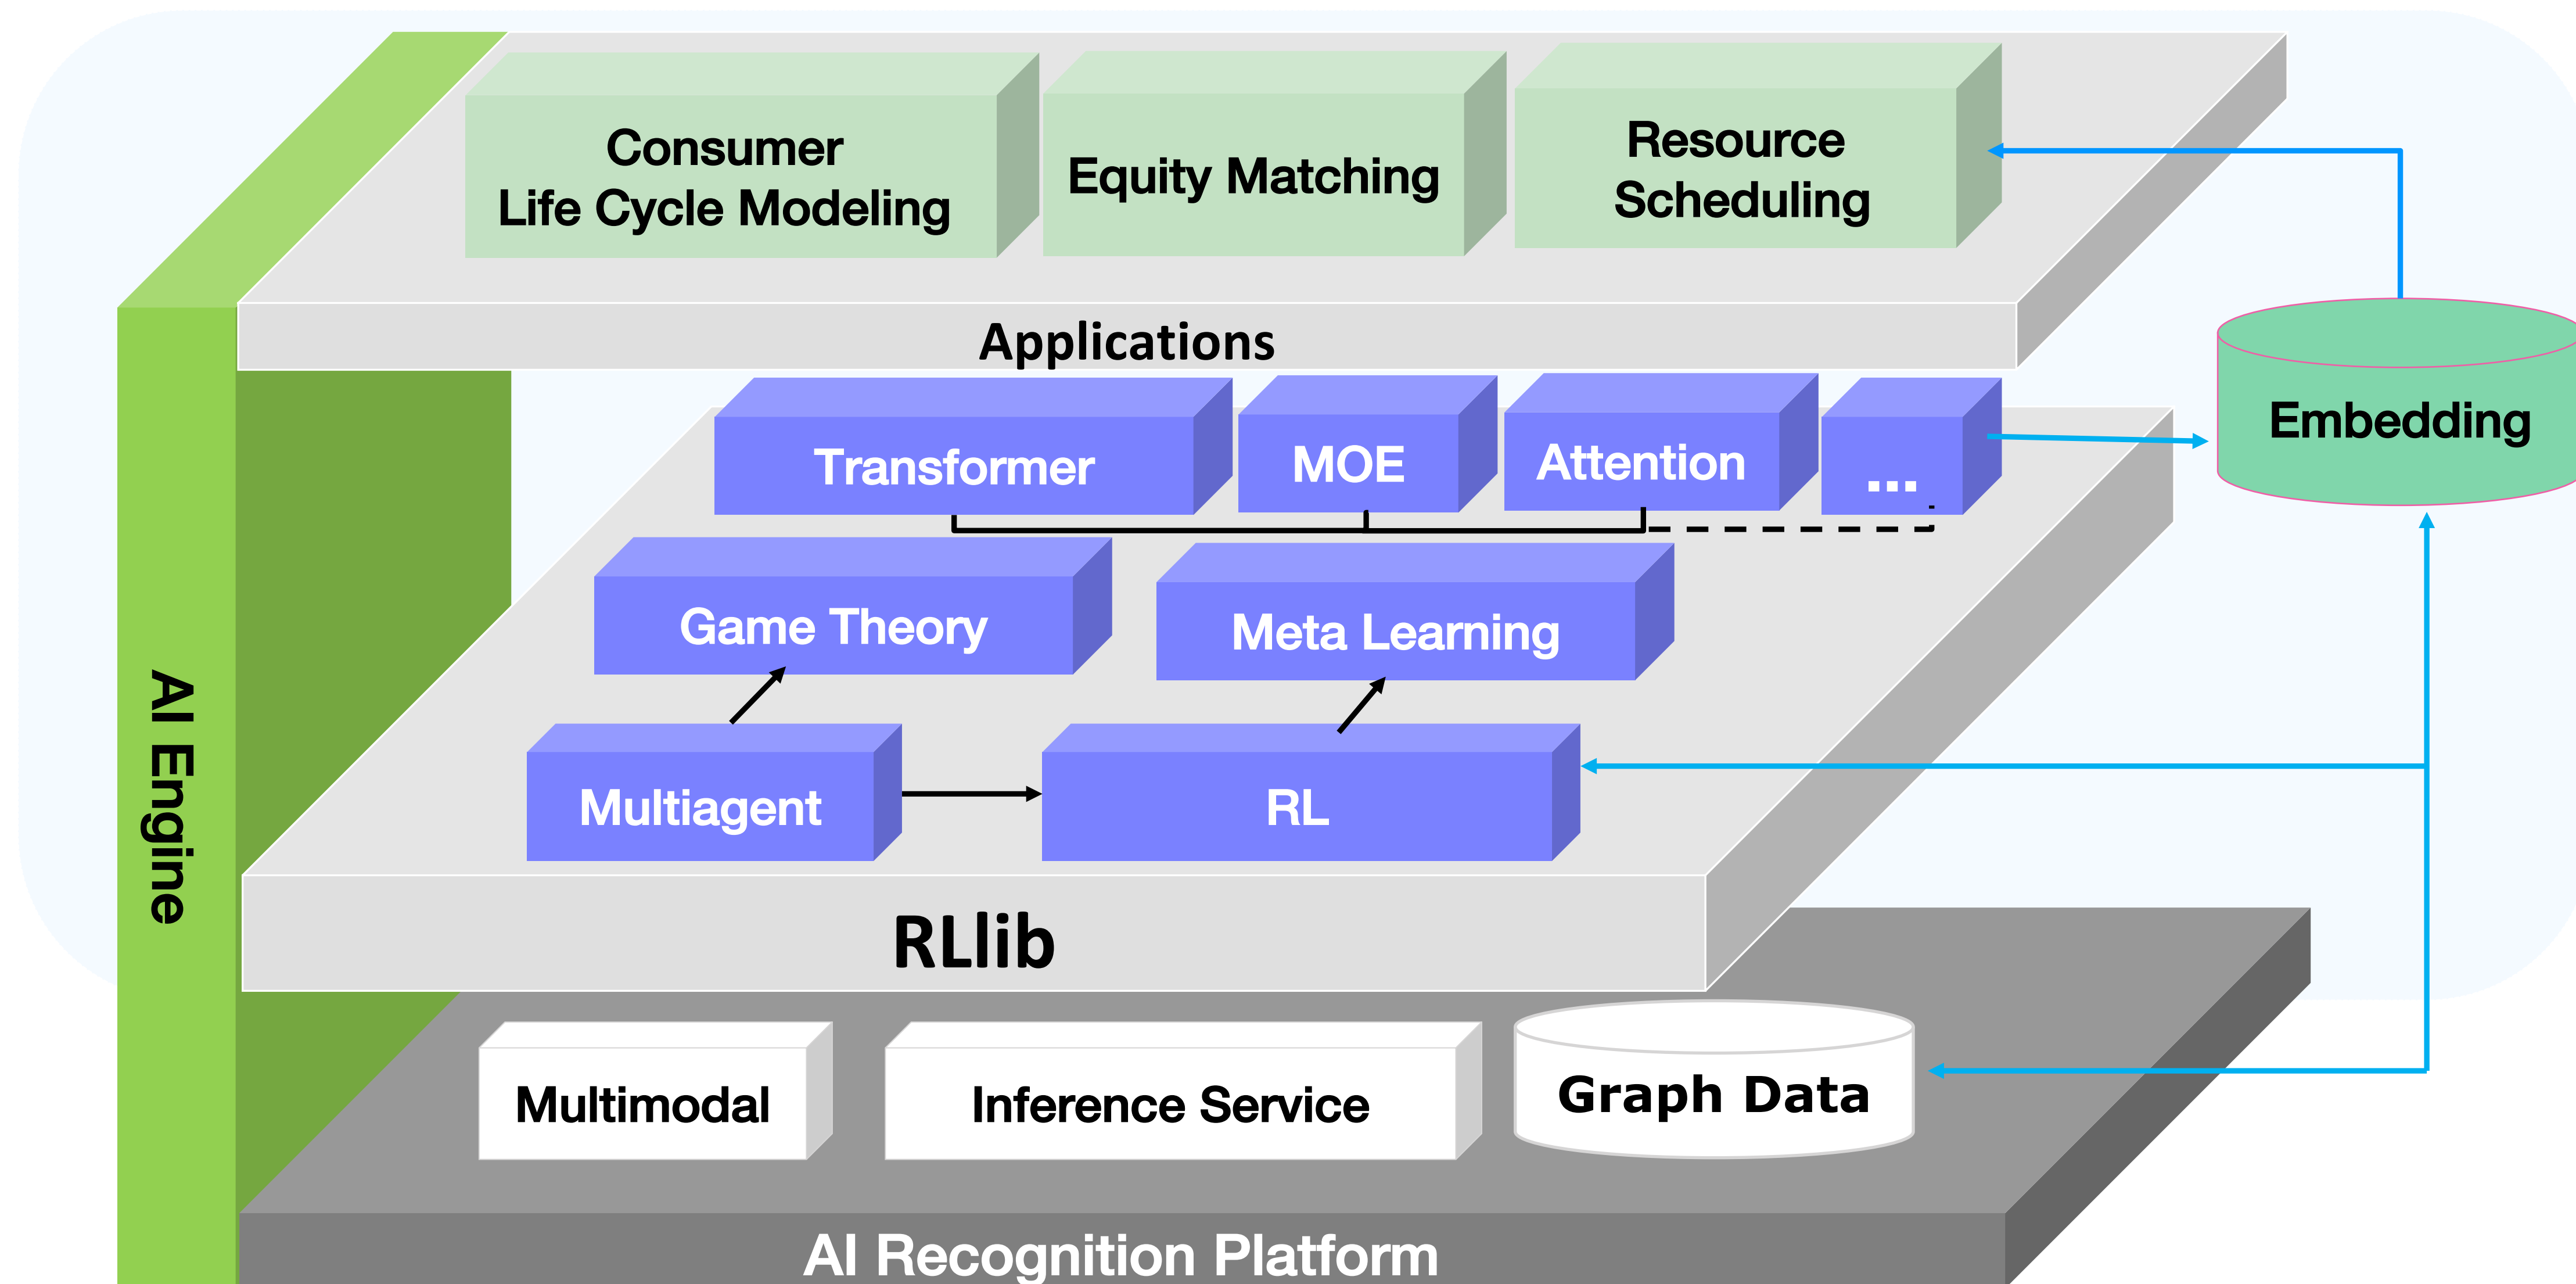 Consumer
Life Cycle Modeling
Equity Matching
Resource
Scheduling
Applications
Embedding
Transformer
MOE
Attention
...
Game Theory
Meta Learning
AI Engine
Multiagent
RL
RLlib
Multimodal
Inference Service
Graph Data
AI Recognition Platform